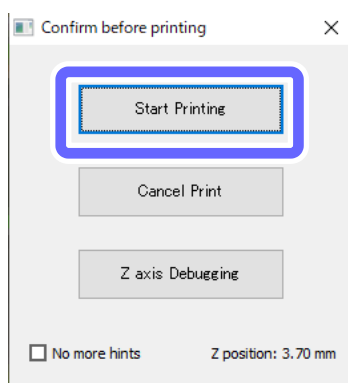 Confirm before printing
Start Printing
Cancel Print
Z axis Debugging
No more hints
Z position: 3.70 mm